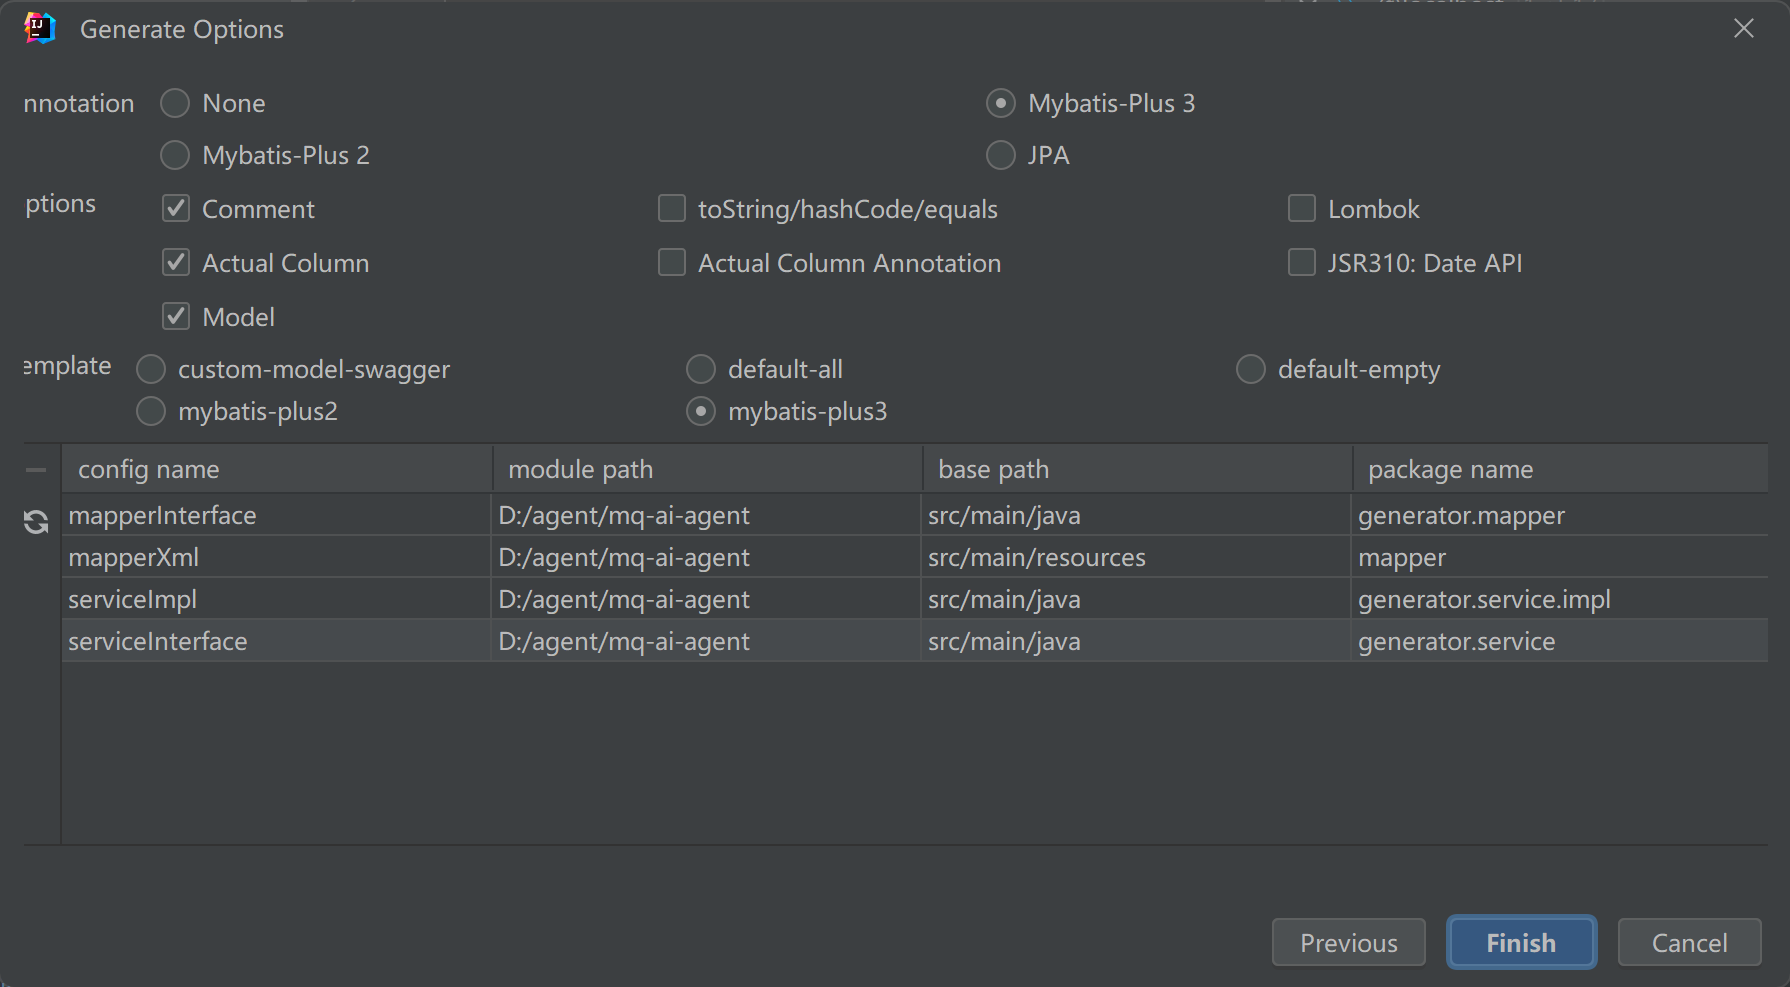 Generate Options
nnotation None Mybatis-Plus 3
Mybatis-Plus 2 JPA
ptions Comment toString/hashCode/equals Lombok
Actual Column Actual Column Annotation JSR310: Date API
Model
emplate custom-model-swagger default-all default-empty
mybatis-plus2 mybatis-plus3
config name module path base path package name
mapperInterface D:/agent/mq-ai-agent src/main/java generator.mapper
mapperXml D:/agent/mq-ai-agent src/main/resources mapper
serviceImpl D:/agent/mq-ai-agent src/main/java generator.service.impl
serviceInterface D:/agent/mq-ai-agent src/main/java generator.service
Previous Finish Cancel